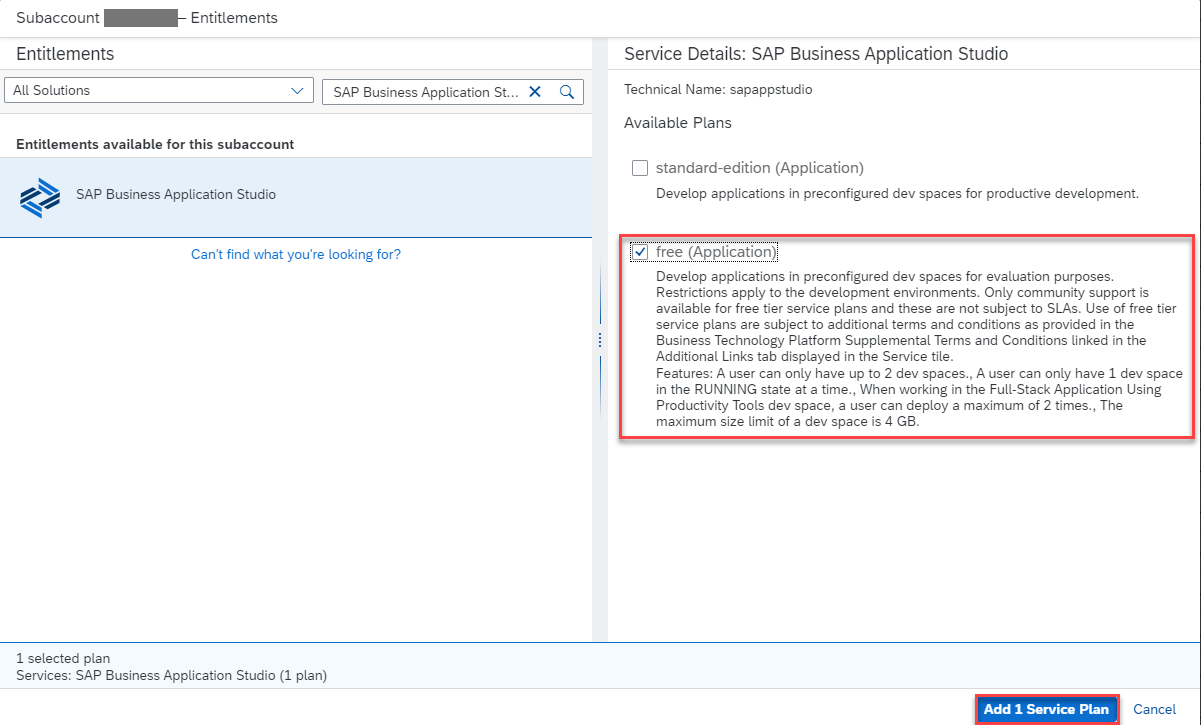 Subaccount – Entitlements
Entitlements
All Solutions
SAP Business Application St...
Entitlements available for this subaccount
SAP Business Application Studio
Can't find what you're looking for?
Service Details: SAP Business Application Studio
Technical Name: sapappstudio
Available Plans
standard-edition (Application)
Develop applications in preconfigured dev spaces for productive development.
free (Application)
Develop applications in preconfigured dev spaces for evaluation purposes.
Restrictions apply to the development environments. Only community support is
available for free tier service plans and these are not subject to SLAs. Use of free tier
service plans are subject to additional terms and conditions as provided in the
Business Technology Platform Supplemental Terms and Conditions linked in the
Additional Links tab displayed in the Service tile.
Features: A user can only have up to 2 dev spaces., A user can only have 1 dev space
in the RUNNING state at a time., When working in the Full-Stack Application Using
Productivity Tools dev space, a user can deploy a maximum of 2 times., The
maximum size limit of a dev space is 4 GB.
1 selected plan
Services: SAP Business Application Studio (1 plan)
Add 1 Service Plan
Cancel